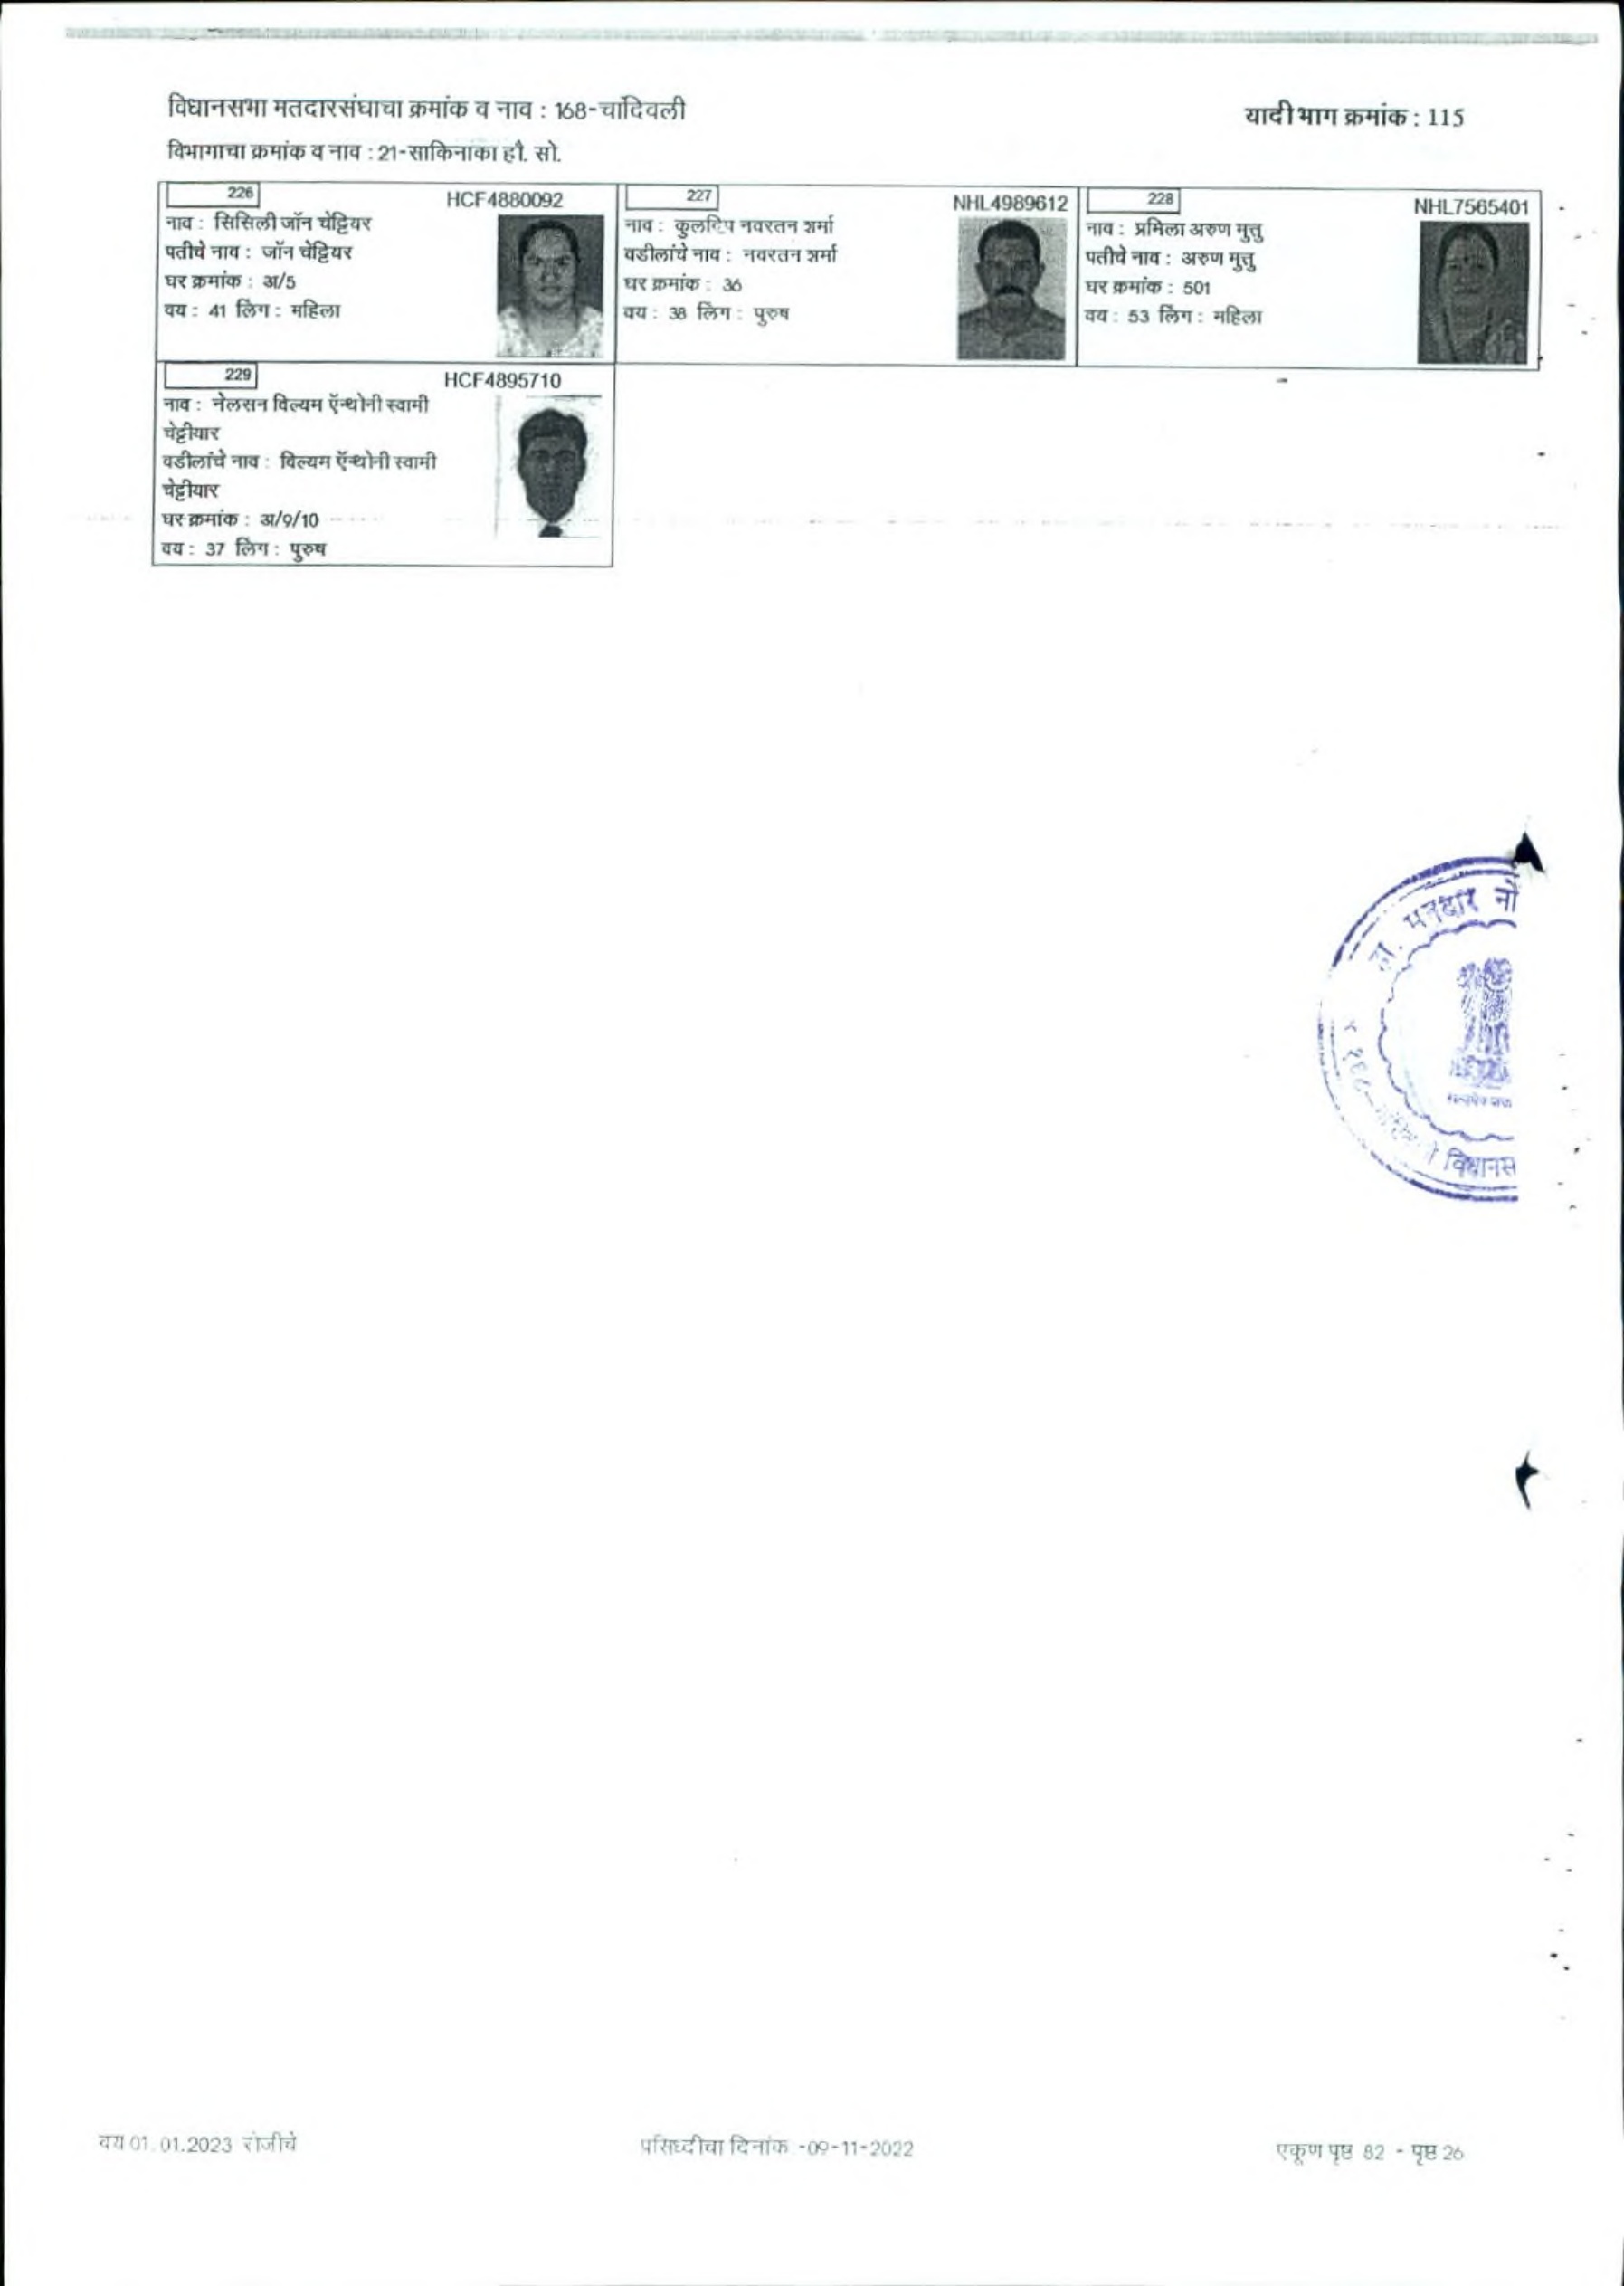 विधानसभा मतदारसंघाचा क्रमांक व नाव : 168-चांदिवली
यादी भाग क्रमांक : 115
विभागाचा क्रमांक व नाव : 21-साकिनाका हौ. सो.
226 HCF4880092
नाव : सिसिली जॉन चेट्टियर
पतीचे नाव : जॉन चेट्टियर
घर क्रमांक : अ/5
वय : 41 लिंग : महिला
227 NHL4989612
नाव : कुलदिप नवरतन शर्मा
वडीलांचे नाव : नवरतन शर्मा
घर क्रमांक : 36
वय : 38 लिंग : पुरुष
228 NHL7565401
नाव : प्रमिला अरुण मुत्तु
पतीचे नाव : अरुण मुत्तु
घर क्रमांक : 501
वय : 53 लिंग : महिला
229 HCF4895710
नाव : नेलसन विल्यम ऍन्थोनी स्वामी
चेट्टीयार
वडीलांचे नाव : विल्यम ऍन्थोनी स्वामी
चेट्टीयार
घर क्रमांक : अ/9/10
वय : 37 लिंग : पुरुष
मतदार नों
विधानस
वय 01.01.2023 रोजीचे
प्रसिध्दीचा दिनांक -09-11-2022
एकूण पृष्ठ 82 - पृष्ठ 26